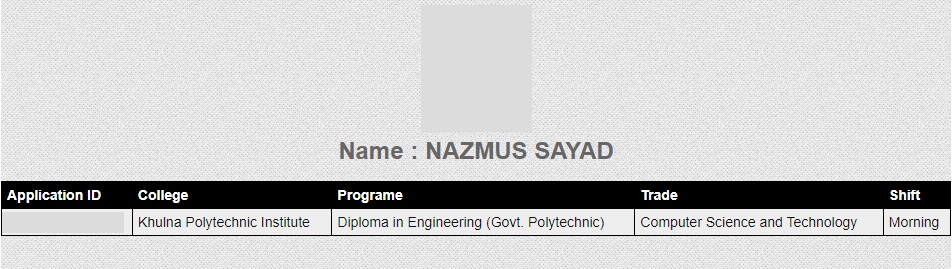 Name : NAZMUS SAYAD
Application ID College Programe Trade Shift
Khulna Polytechnic Institute Diploma in Engineering (Govt. Polytechnic) Computer Science and Technology Morning